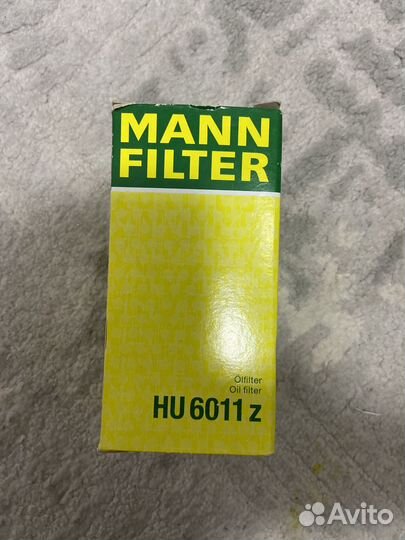 MANN
FILTER
Ölfilter
Oil filter
HU 6011 z
Avito